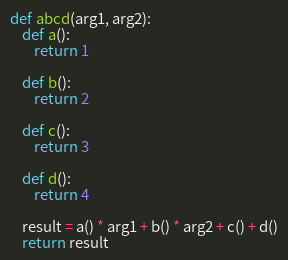 def abcd(arg1, arg2):
    def a():
        return 1

    def b():
        return 2

    def c():
        return 3

    def d():
        return 4

    result = a() * arg1 + b() * arg2 + c() + d()
    return result